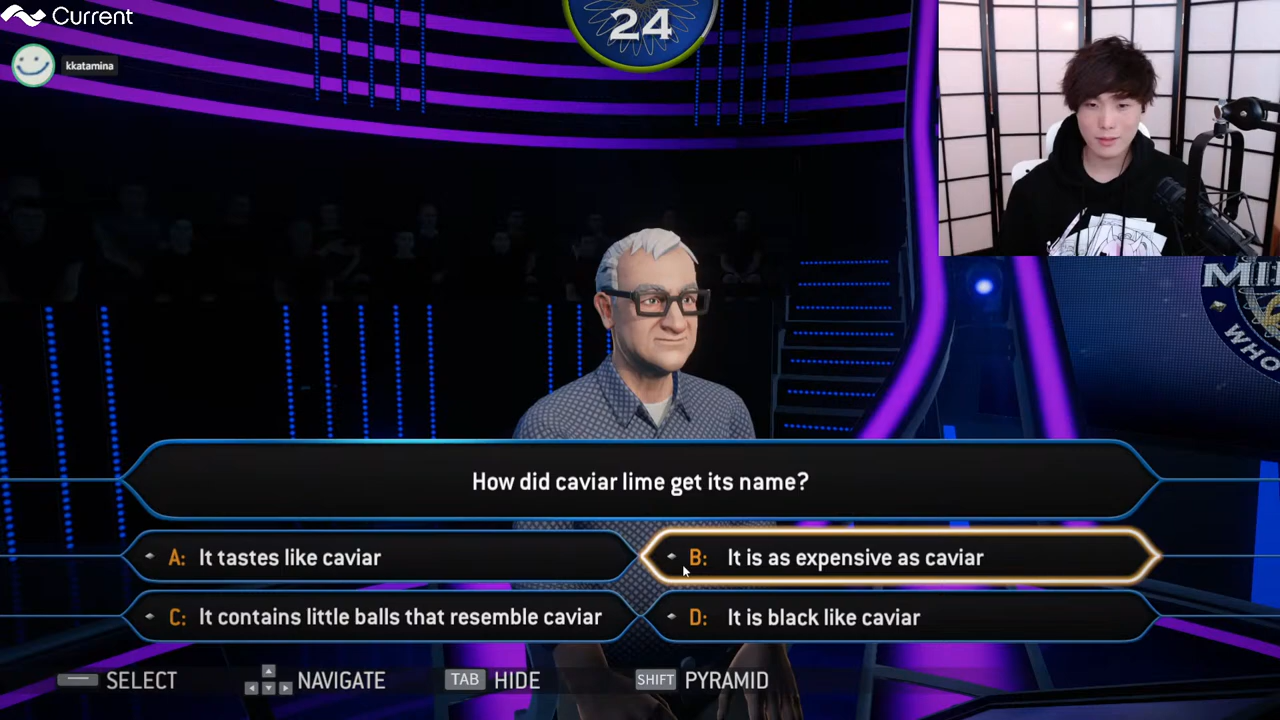 Current
24
kkatamina
MI
WHO
How did caviar lime get its name?
A: It tastes like caviar
B: It is as expensive as caviar
C: It contains little balls that resemble caviar
D: It is black like caviar
SELECT
NAVIGATE
TAB HIDE
SHIFT PYRAMID